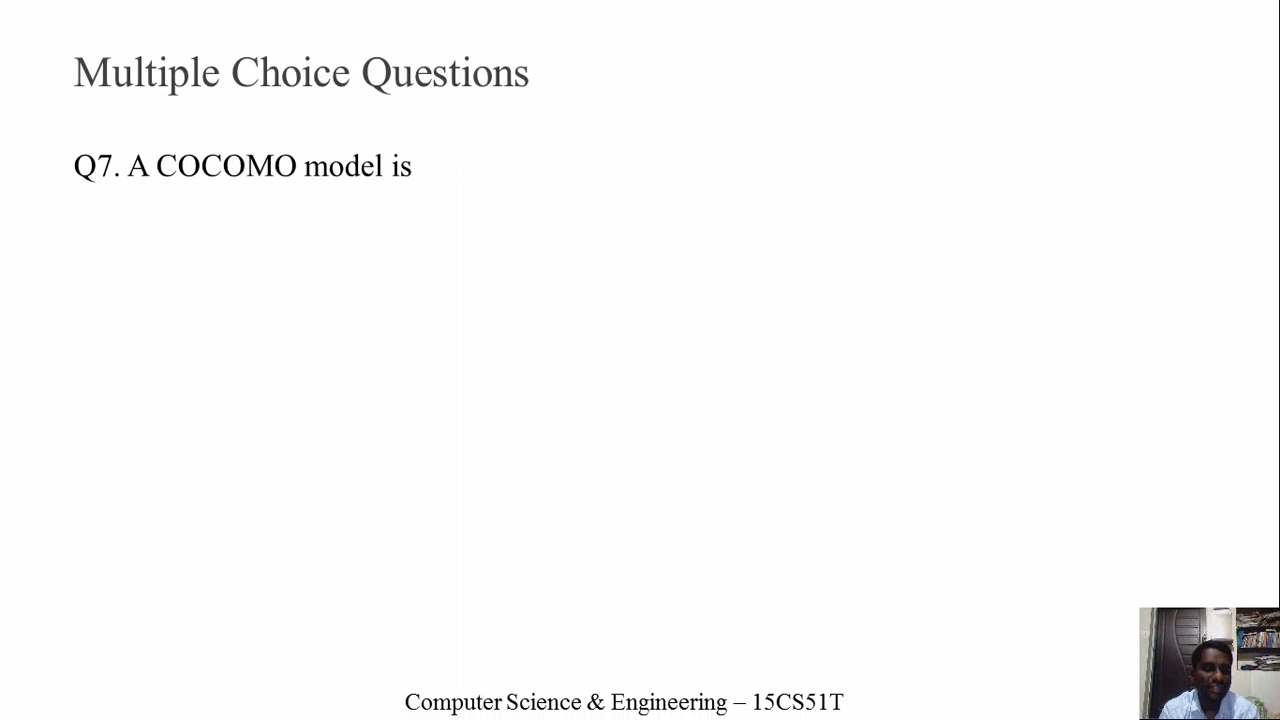 Multiple Choice Questions
Q7. A COCOMO model is
Computer Science & Engineering – 15CS51T